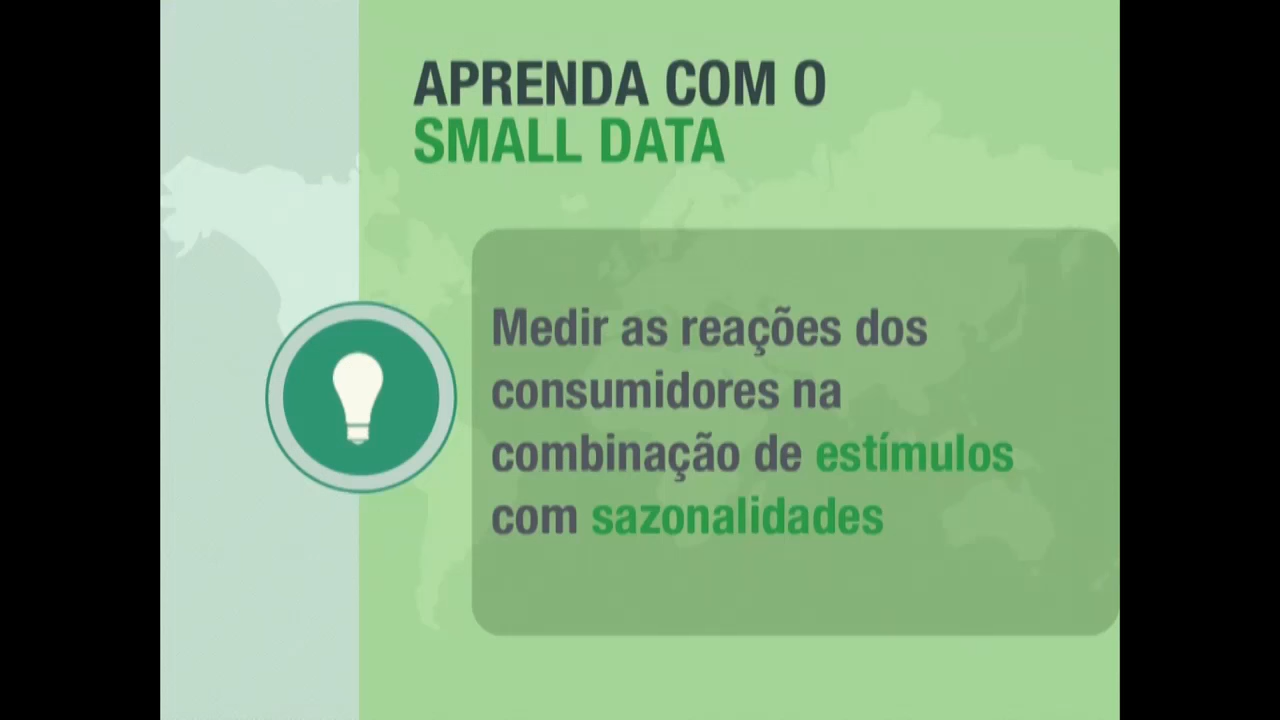 APRENDA COM O
SMALL DATA
Medir as reações dos
consumidores na
combinação de estímulos
com sazonalidades